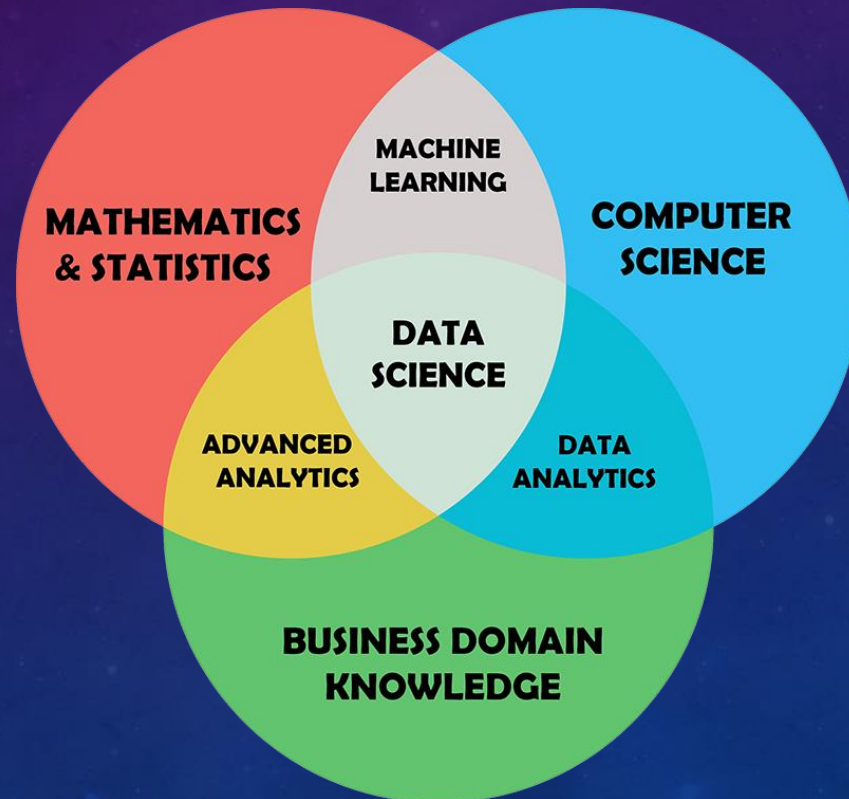 MACHINE
LEARNING
MATHEMATICS
& STATISTICS
COMPUTER
SCIENCE
DATA
SCIENCE
ADVANCED
ANALYTICS
DATA
ANALYTICS
BUSINESS DOMAIN
KNOWLEDGE